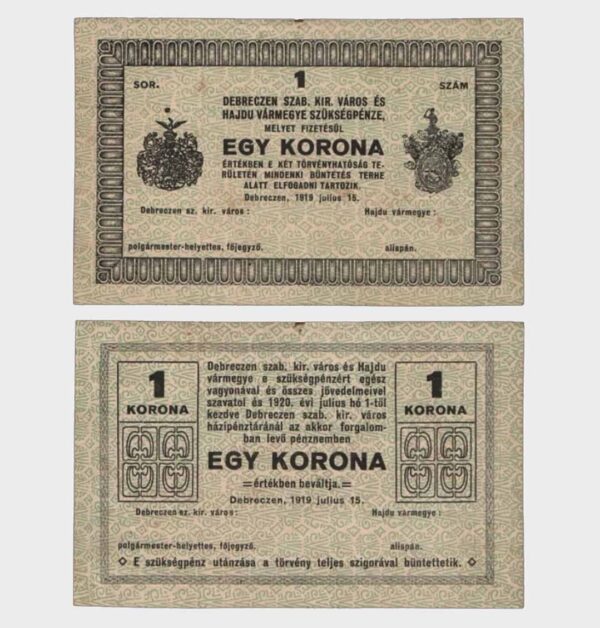 1
SOR. SZÁM
DEBRECZEN SZAB. KIR. VÁROS ÉS
HAJDU VÁRMEGYE SZÜKSÉGPÉNZE,
MELYET FIZETÉSÜL
EGY KORONA
ÉRTÉKBEN E KÉT TÖRVÉNYHATÓSÁG TE-
RÜLETÉN MINDENKI BÜNTETÉS TERHE
ALATT ELFOGADNI TARTOZIK.
Debreczen, 1919 julius 15.
Debreczen sz. kir. város : Hajdu vármegye :
polgármester-helyettes, főjegyző. alispán.
1
KORONA
Debreczen szab. kir. város és Hajdu
vármegye e szükségpénzért egész
vagyonával és összes jövedelmeivel
szavatol és 1920. évi julius hó 1-től
kezdve Debreczen szab. kir. város
házipénztáránál az akkor forgalom-
ban levő pénznemben
EGY KORONA
=értékben beváltja.=
Debreczen, 1919 julius 15.
1
KORONA
Debreczen sz. kir. város : Hajdu vármegye :
polgármester-helyettes, főjegyző. alispán.
◇ E szükségpénz utánzása a törvény teljes szigorával büntettetik. ◇